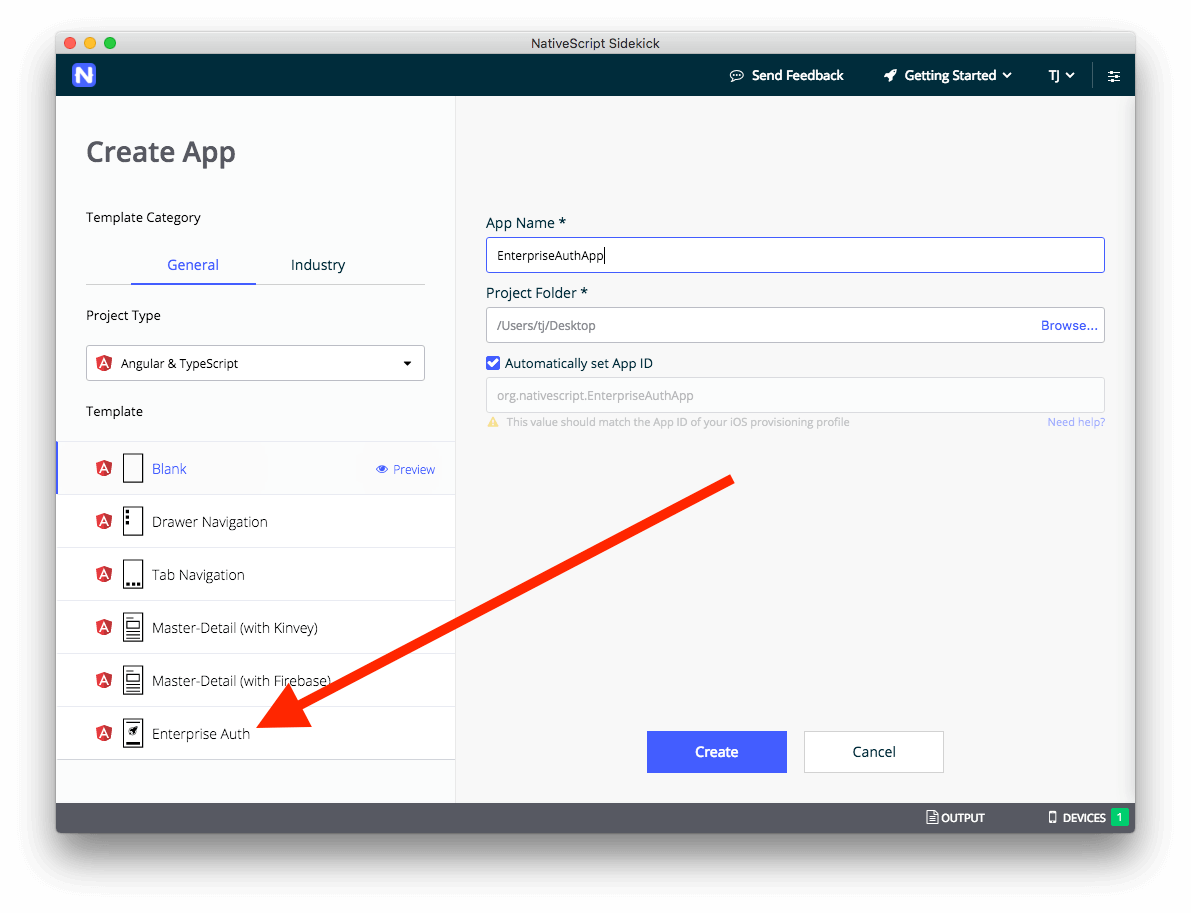 NativeScript Sidekick
N
Send Feedback
Getting Started
TJ
Create App
Template Category
General
Industry
Project Type
Angular & TypeScript
Template
A Blank
Preview
A Drawer Navigation
A Tab Navigation
A Master-Detail (with Kinvey)
A Master-Detail (with Firebase)
A Enterprise Auth
App Name *
EnterpriseAuthApp
Project Folder *
/Users/tj/Desktop
Browse...
Automatically set App ID
org.nativescript.EnterpriseAuthApp
This value should match the App ID of your iOS provisioning profile
Need help?
Create
Cancel
OUTPUT
DEVICES 1